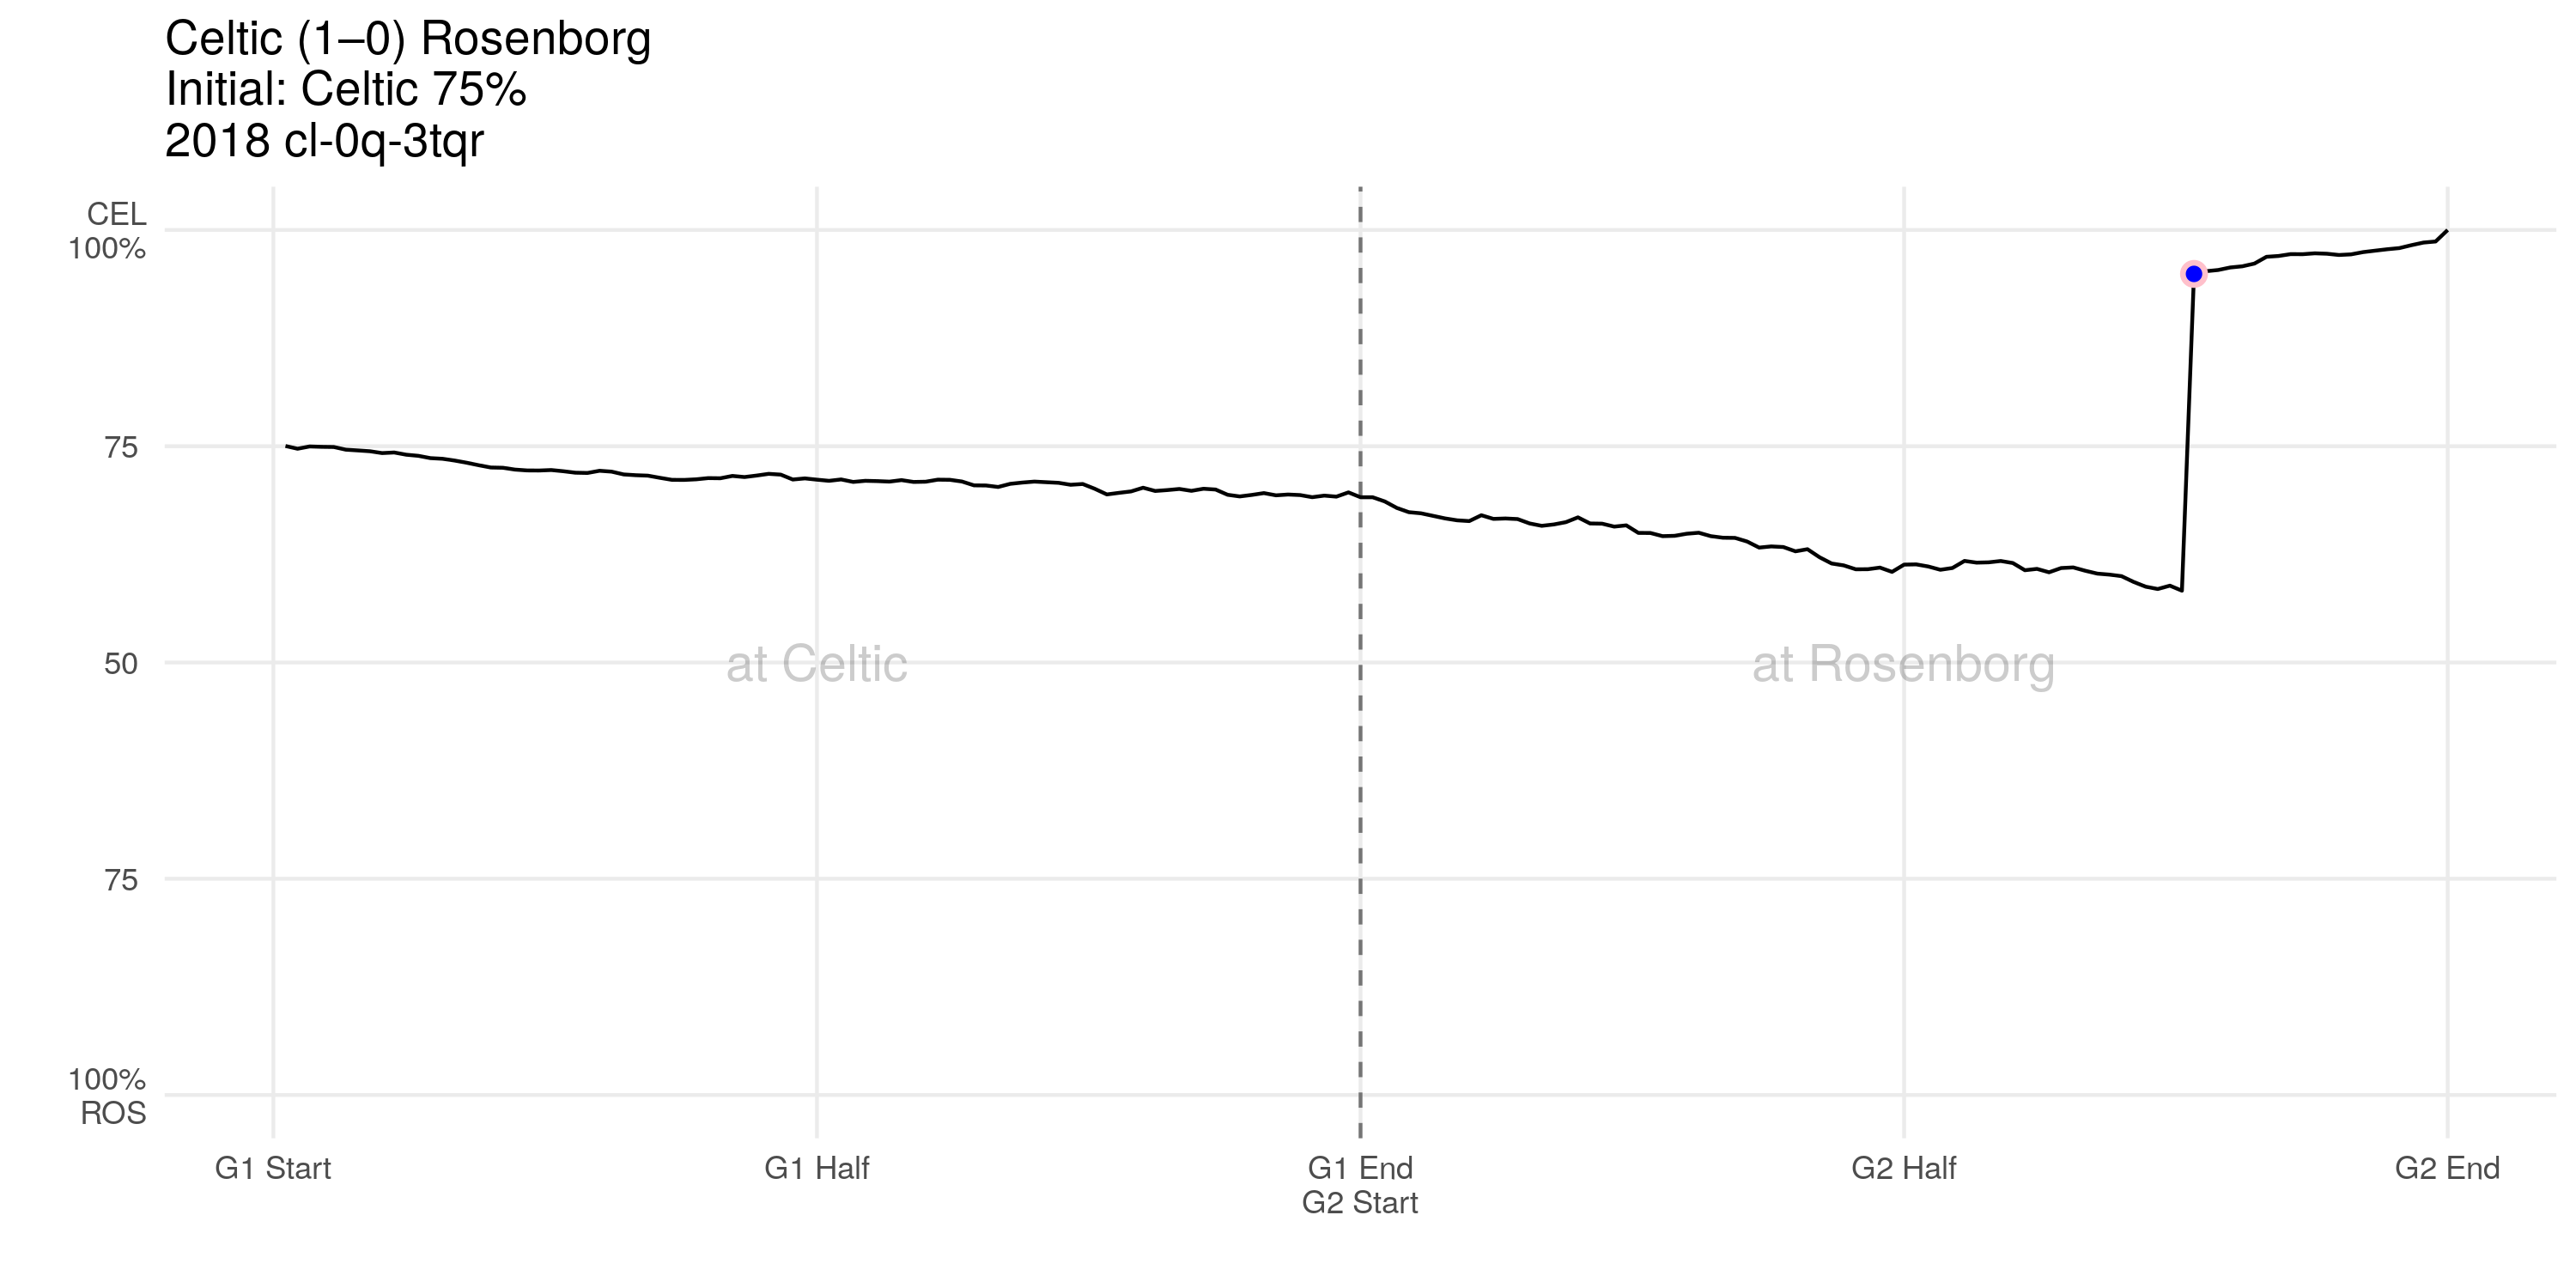 Celtic (1–0) Rosenborg
Initial: Celtic 75%
2018 cl-0q-3tqr
CEL
100%
75
50
75
100%
ROS
at Celtic
at Rosenborg
G1 Start
G1 Half
G1 End
G2 Start
G2 Half
G2 End